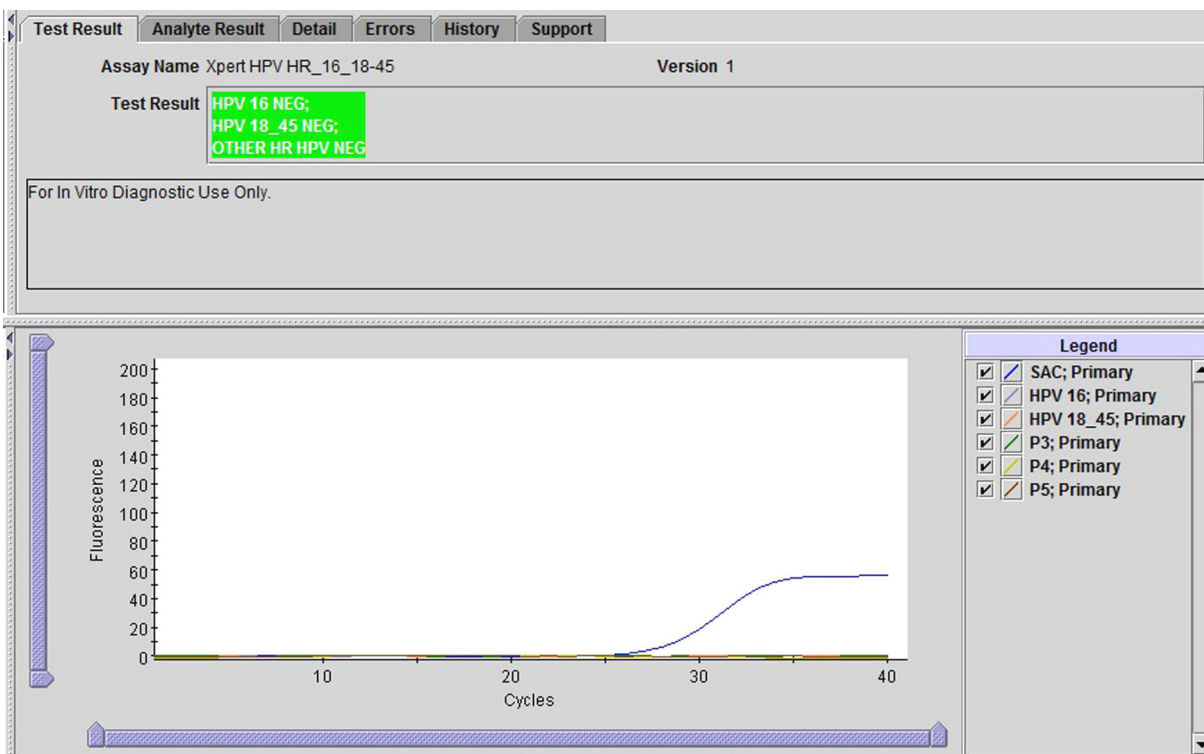 Test Result Analyte Result Detail Errors History Support
Assay Name Xpert HPV HR_16_18-45 Version 1
Test Result HPV 16 NEG;
HPV 18_45 NEG;
OTHER HR HPV NEG
For In Vitro Diagnostic Use Only.
Legend
SAC; Primary
HPV 16; Primary
HPV 18_45; Primary
P3; Primary
P4; Primary
P5; Primary
Fluorescence
200
180
160
140
120
100
80
60
40
20
0
10 20 30 40
Cycles